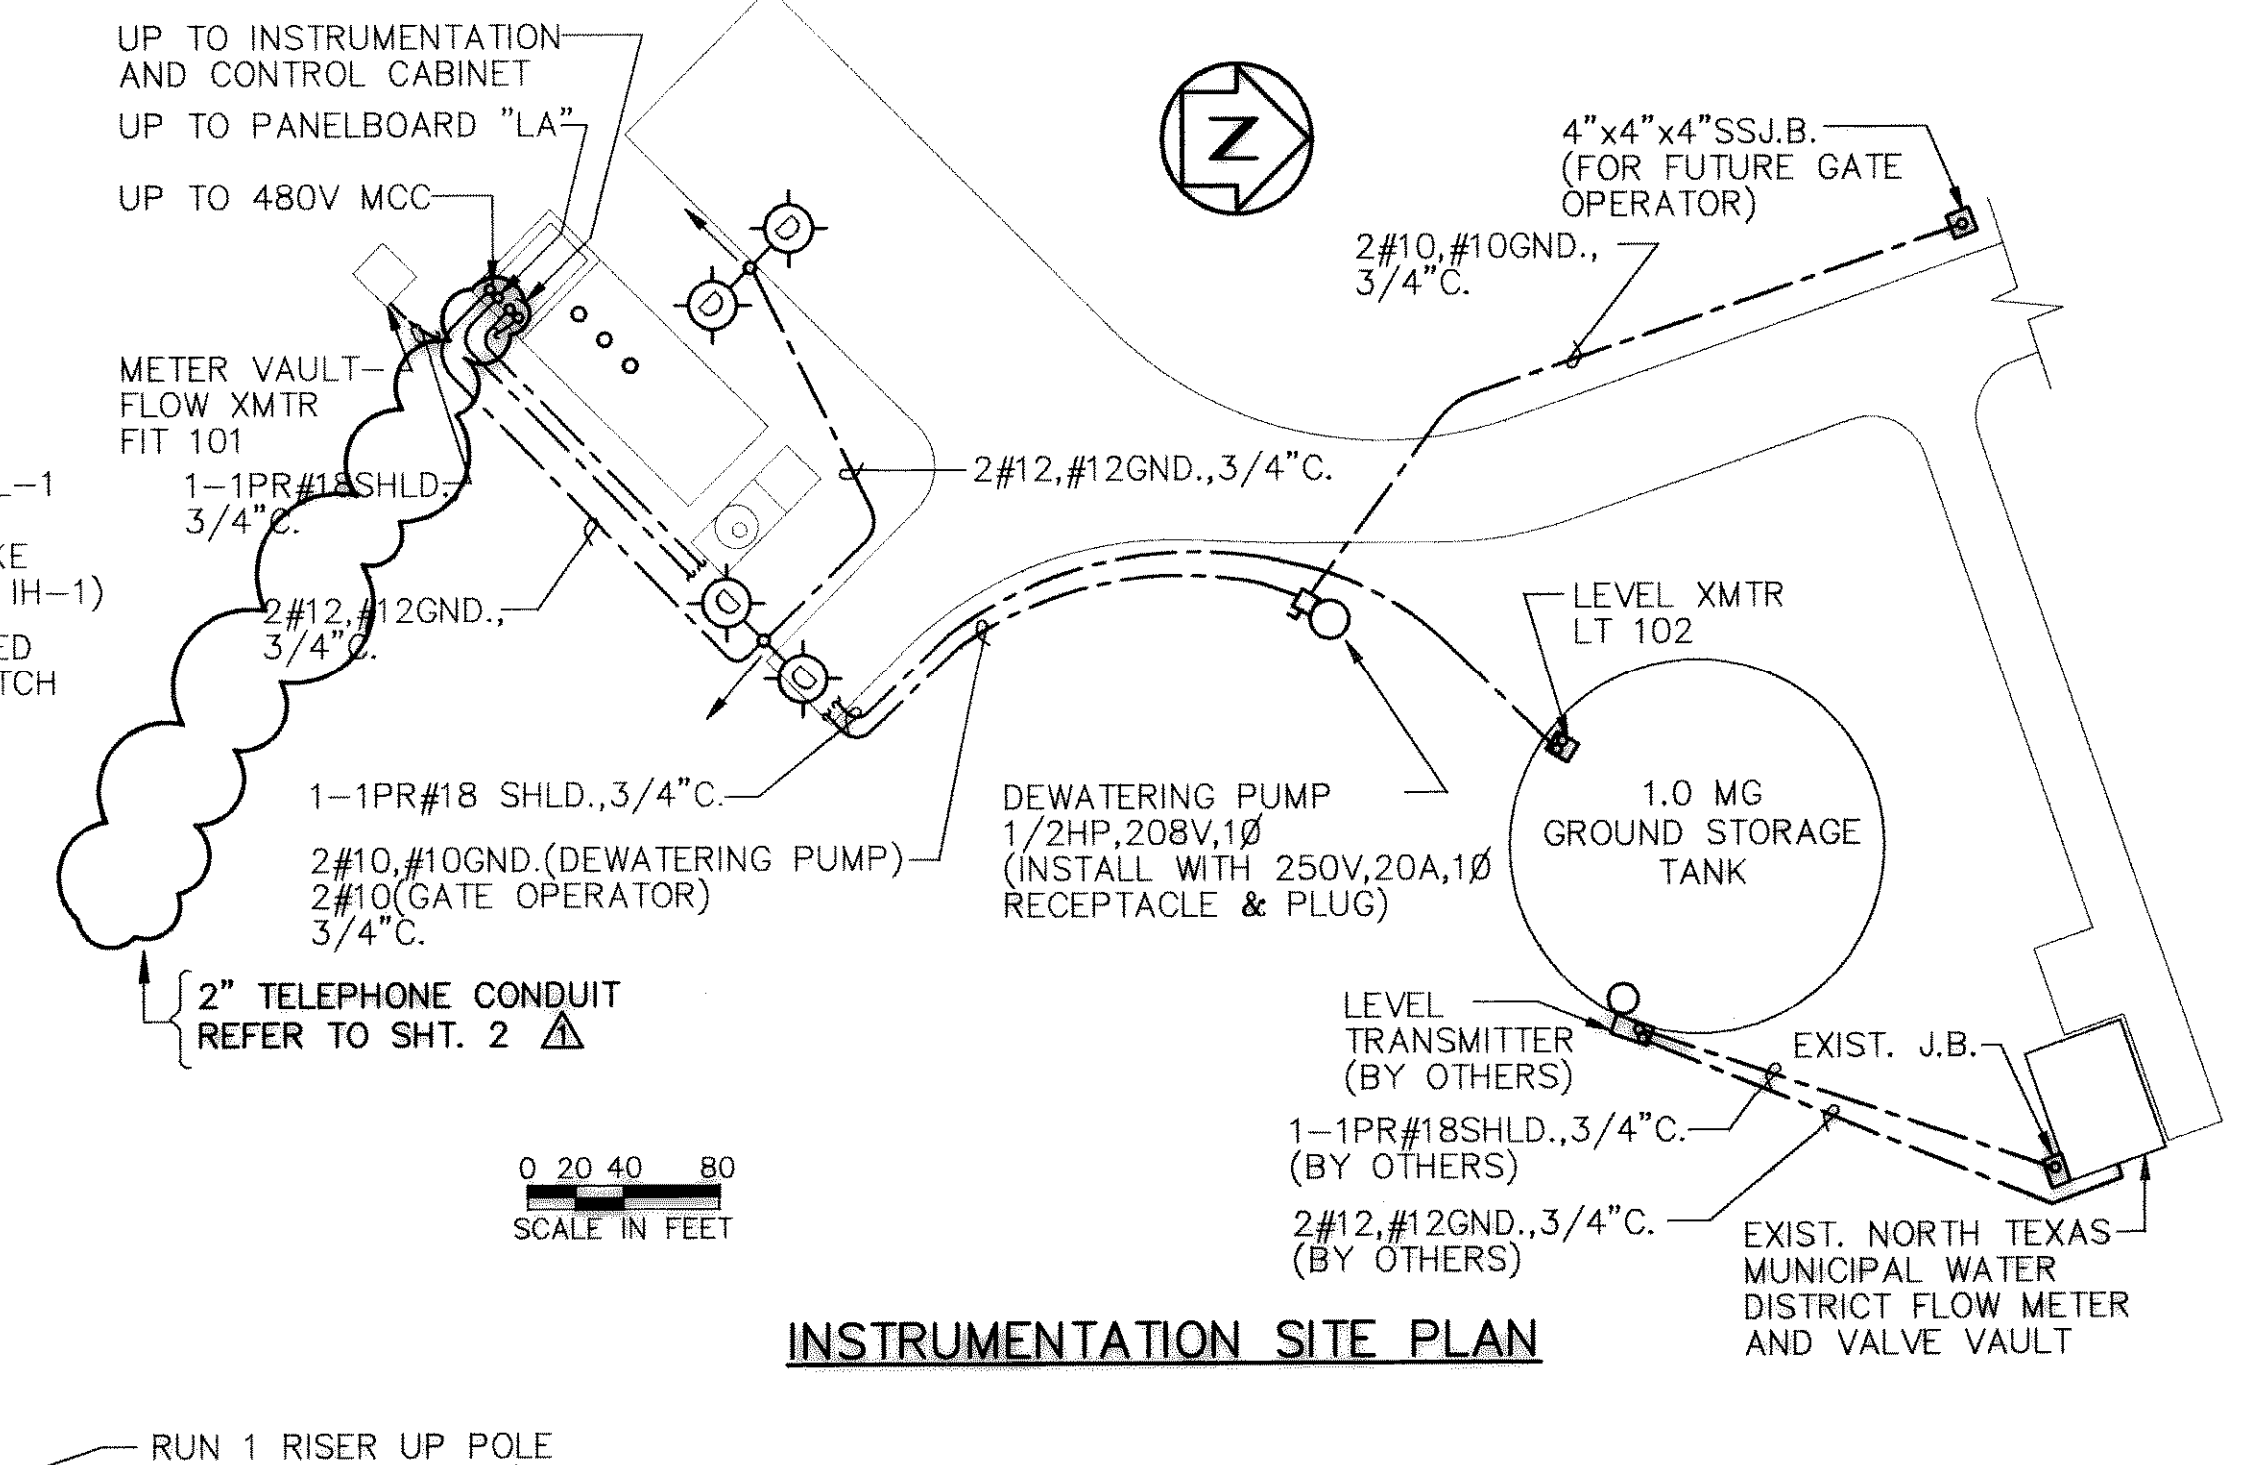 UP TO INSTRUMENTATION
AND CONTROL CABINET
UP TO PANELBOARD "LA"
UP TO 480V MCC
METER VAULT
FLOW XMTR
FIT 101
L-1
1-1PR#18SHLD.
3/4"C.
KE
IH-1)
2#12,#12GND.,
3/4"C.
ED
TCH
N
4"x4"x4"SSJ.B.
(FOR FUTURE GATE
OPERATOR)
2#10,#10GND.,
3/4"C.
D
D
2#12,#12GND.,3/4"C.
D
D
LEVEL XMTR
LT 102
1-1PR#18 SHLD.,3/4"C.
2#10,#10GND.(DEWATERING PUMP)
2#10(GATE OPERATOR)
3/4"C.
DEWATERING PUMP
1/2HP,208V,1Ø
(INSTALL WITH 250V,20A,1Ø
RECEPTACLE & PLUG)
1.0 MG
GROUND STORAGE
TANK
2" TELEPHONE CONDUIT
REFER TO SHT. 2 1
LEVEL
TRANSMITTER
(BY OTHERS)
EXIST. J.B.
1-1PR#18SHLD.,3/4"C.
(BY OTHERS)
2#12,#12GND.,3/4"C.
(BY OTHERS)
EXIST. NORTH TEXAS
MUNICIPAL WATER
DISTRICT FLOW METER
AND VALVE VAULT
0 20 40 80
SCALE IN FEET
INSTRUMENTATION SITE PLAN
RUN 1 RISER UP POLE